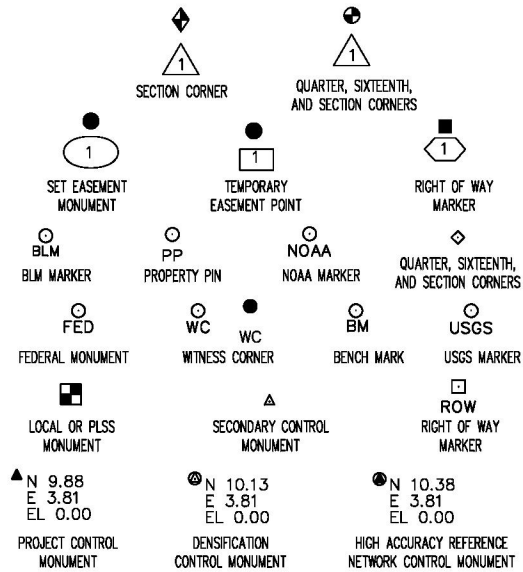 1
1
SECTION CORNER
QUARTER, SIXTEENTH,
AND SECTION CORNERS
1
1
1
SET EASEMENT
MONUMENT
TEMPORARY
EASEMENT POINT
RIGHT OF WAY
MARKER
BLM
PP
NOAA
BLM MARKER
PROPERTY PIN
NOAA MARKER
QUARTER, SIXTEENTH,
AND SECTION CORNERS
FED
WC
WC
BM
USGS
FEDERAL MONUMENT
WITNESS CORNER
BENCH MARK
USGS MARKER
ROW
LOCAL OR PLSS
MONUMENT
SECONDARY CONTROL
MONUMENT
RIGHT OF WAY
MARKER
N 9.88
E 3.81
EL 0.00
N 10.13
E 3.81
EL 0.00
N 10.38
E 3.81
EL 0.00
PROJECT CONTROL
MONUMENT
DENSIFICATION
CONTROL MONUMENT
HIGH ACCURACY REFERENCE
NETWORK CONTROL MONUMENT